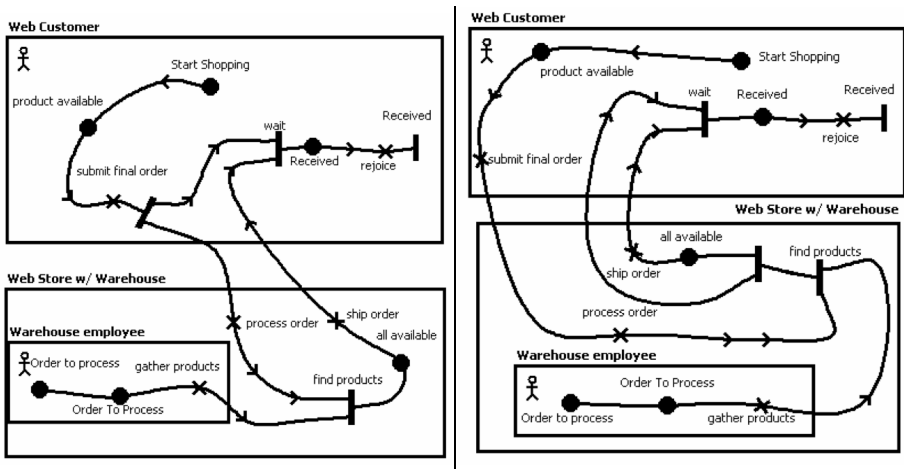 Web Customer
Start Shopping
product available
wait
Received
submit final order
Received
rejoice
Web Store w/ Warehouse
process order
ship order
all available
Warehouse employee
Order to process
gather products
find products
Order To Process
Web Customer
Start Shopping
product available
wait
Received
Received
rejoice
submit final order
Web Store w/ Warehouse
all available
find products
ship order
process order
Warehouse employee
Order To Process
Order to process
gather products